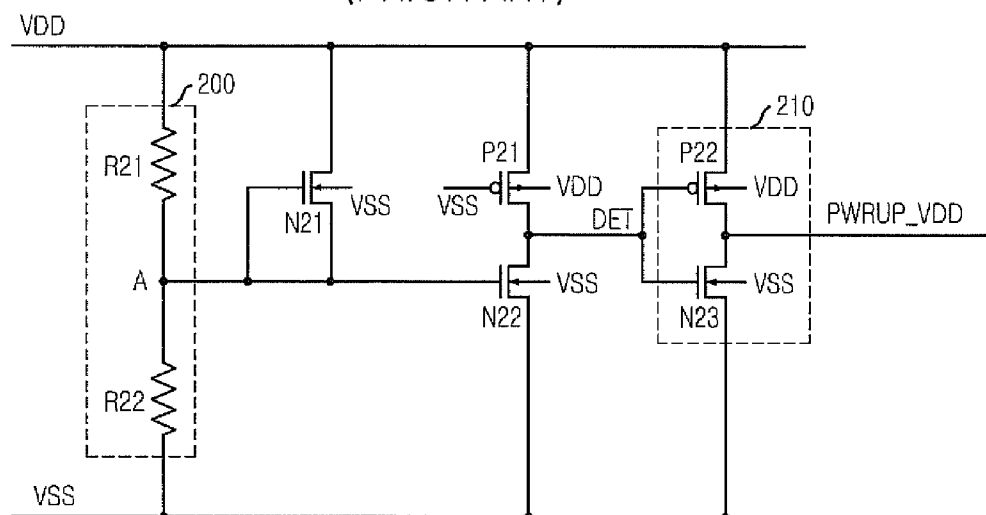 VDD
200
210
R21
P21
P22
VSS
VDD
VDD
N21
VSS
DET
PWRUP_VDD
A
VSS
VSS
N22
N23
R22
VSS